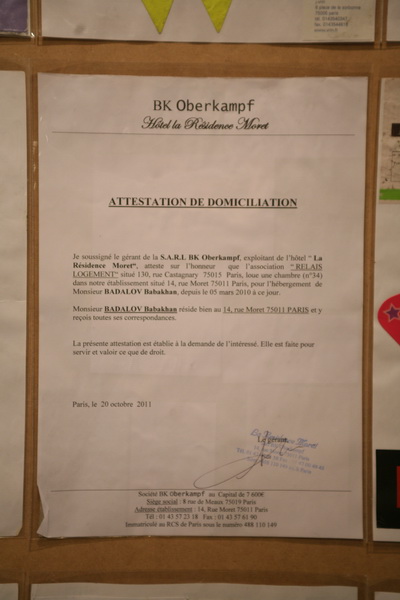 BK Oberkampf
Hôtel la Résidence Moret
ATTESTATION DE DOMICILIATION
Je soussigné le gérant de la S.A.R.L BK Oberkampf, exploitant de l'hôtel " La
Résidence Moret", atteste sur l'honneur que l'association "RELAIS
LOGEMENT" situé 130, rue Castagnary 75015 Paris, loue une chambre (n°34)
dans notre établissement situé 14, rue Moret 75011 Paris, pour l'hébergement de
Monsieur BADALOV Babakhan, depuis le 05 mars 2010 à ce jour.
Monsieur BADALOV Babakhan réside bien au 14, rue Moret 75011 PARIS et y
reçois toutes ses correspondances.
La présente attestation est établie à la demande de l'intéressé. Elle est faite pour
servir et valoir ce que de droit.
Paris, le 20 octobre 2011
Société BK Oberkampf au Capital de 7 600€
Siège social : 8 rue de Meaux 75019 Paris
Adresse établissement : 14, Rue Moret 75011 Paris
Tél : 01 43 57 23 18 Fax : 01 43 57 61 90
Immatriculé au RCS de Paris sous le numéro 488 110 149